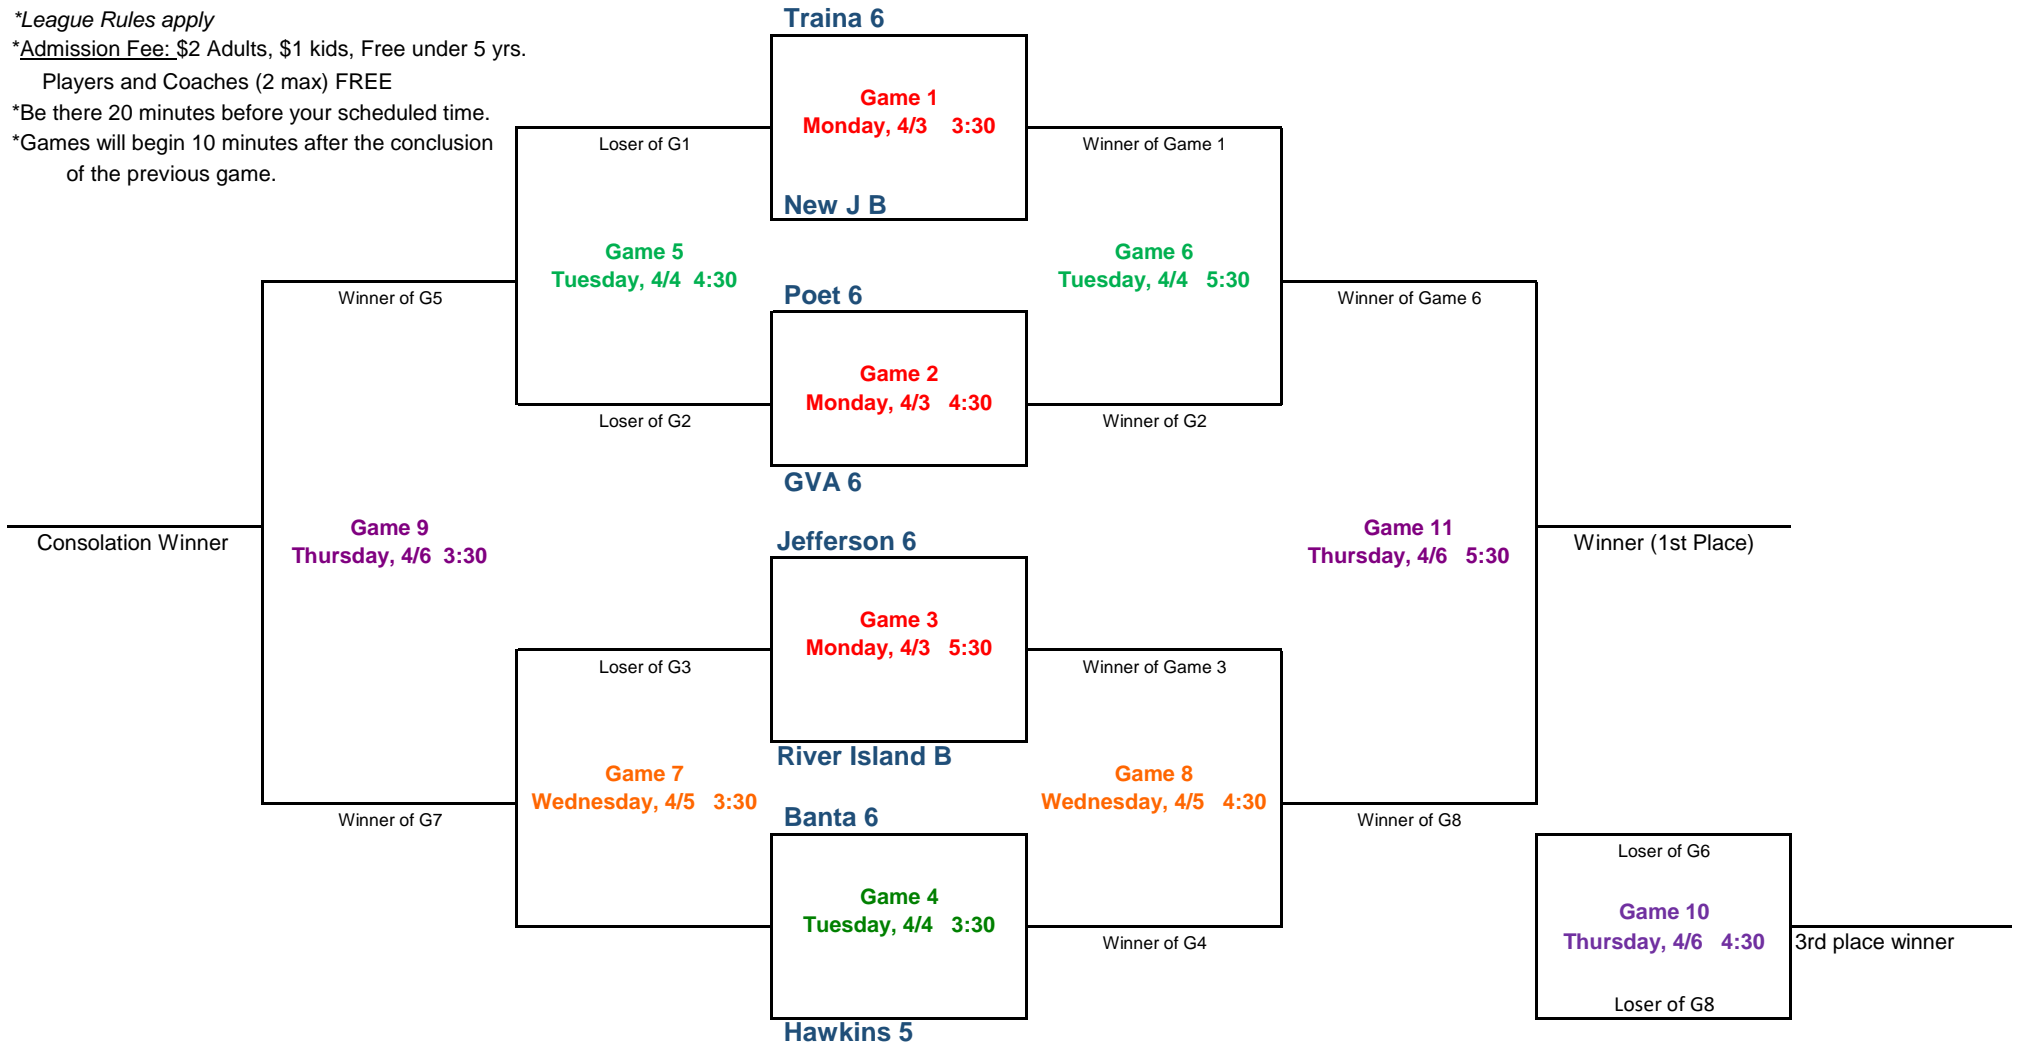 *League Rules apply
*Admission Fee: $2 Adults, $1 kids, Free under 5 yrs.
Players and Coaches (2 max) FREE
*Be there 20 minutes before your scheduled time.
*Games will begin 10 minutes after the conclusion
of the previous game.
Traina 6
Game 1
Monday, 4/3 3:30
New J B
Loser of G1
Winner of Game 1
Game 5
Tuesday, 4/4 4:30
Game 6
Tuesday, 4/4 5:30
Winner of G5
Poet 6
Winner of Game 6
Game 2
Monday, 4/3 4:30
Loser of G2
Winner of G2
GVA 6
Consolation Winner
Game 9
Thursday, 4/6 3:30
Jefferson 6
Game 11
Thursday, 4/6 5:30
Winner (1st Place)
Game 3
Monday, 4/3 5:30
Loser of G3
Winner of Game 3
River Island B
Game 7
Wednesday, 4/5 3:30
Game 8
Wednesday, 4/5 4:30
Winner of G7
Banta 6
Winner of G8
Game 4
Tuesday, 4/4 3:30
Winner of G4
Hawkins 5
Loser of G6
Game 10
Thursday, 4/6 4:30
3rd place winner
Loser of G8